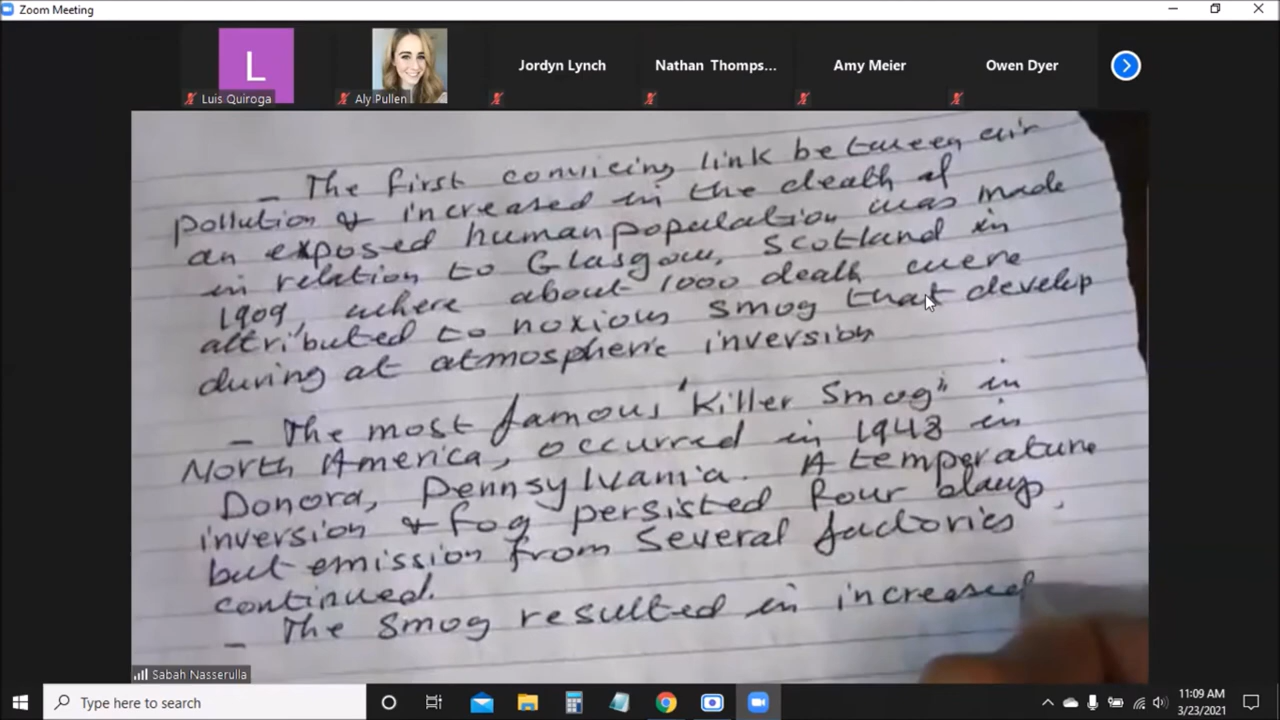 Zoom Meeting
L
Luis Quiroga
Aly Pullen
Jordyn Lynch
Nathan Thomps...
Amy Meier
Owen Dyer
- The first convicing link between air
pollution & increased in the death of
an exposed human population was made
in relation to Glasgow, Scotland in
1909, where about 1000 death were
attributed to noxious smog that develop
during at atmospheric inversion
- The most famous "Killer Smog" in
North America, occurred in 1948 in
Donora, Pennsylvania. A temperature
inversion & fog persisted four days,
but emission from several factories
continued.
- The smog resulted in increased
Sabah Nasserulla
Type here to search
11:09 AM
3/23/2021